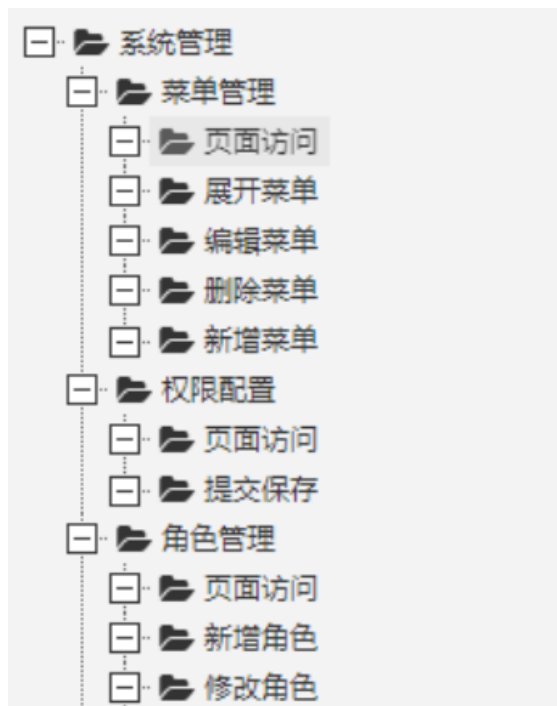 系统管理
菜单管理
页面访问
展开菜单
编辑菜单
删除菜单
新增菜单
权限配置
页面访问
提交保存
角色管理
页面访问
新增角色
修改角色